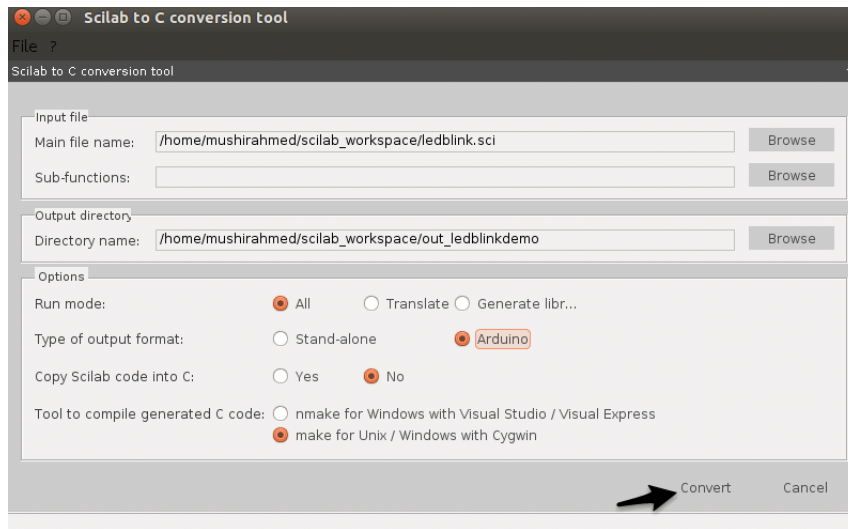 Scilab to C conversion tool
File ?
Scilab to C conversion tool
Input file
Main file name: /home/mushirahmed/scilab_workspace/ledblink.sci Browse
Sub-functions: Browse
Output directory
Directory name: /home/mushirahmed/scilab_workspace/out_ledblinkdemo Browse
Options
Run mode: All Translate Generate libr...
Type of output format: Stand-alone Arduino
Copy Scilab code into C: Yes No
Tool to compile generated C code: nmake for Windows with Visual Studio / Visual Express
make for Unix / Windows with Cygwin
Convert Cancel